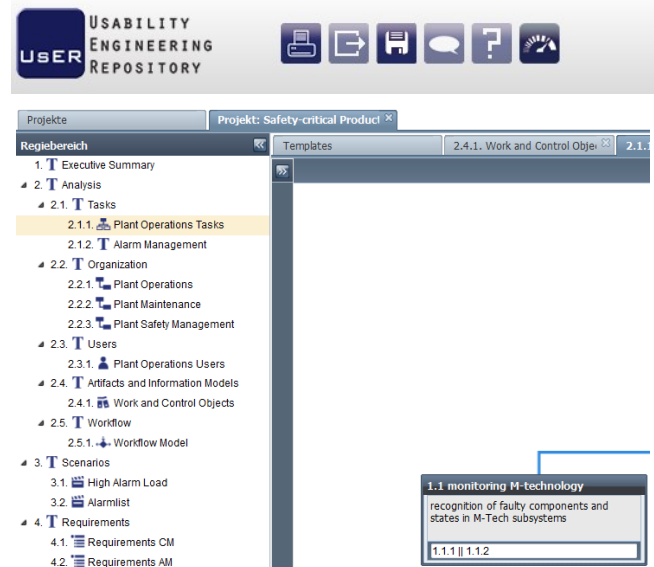 USABILITY
ENGINEERING
REPOSITORY
USER
?
Projekte
Projekt: Safety-critical Product
Regiebereich
Templates
2.4.1. Work and Control Obje
2.1.1
1. T Executive Summary
2. T Analysis
2.1. T Tasks
2.1.1. Plant Operations Tasks
2.1.2. T Alarm Management
2.2. T Organization
2.2.1. Plant Operations
2.2.2. Plant Maintenance
2.2.3. Plant Safety Management
2.3. T Users
2.3.1. Plant Operations Users
2.4. T Artifacts and Information Models
2.4.1. Work and Control Objects
2.5. T Workflow
2.5.1. Workflow Model
3. T Scenarios
3.1. High Alarm Load
3.2. Alarmlist
4. T Requirements
4.1. Requirements CM
4.2. Requirements AM
1.1 monitoring M-technology
recognition of faulty components and
states in M-Tech subsystems
1.1.1 || 1.1.2